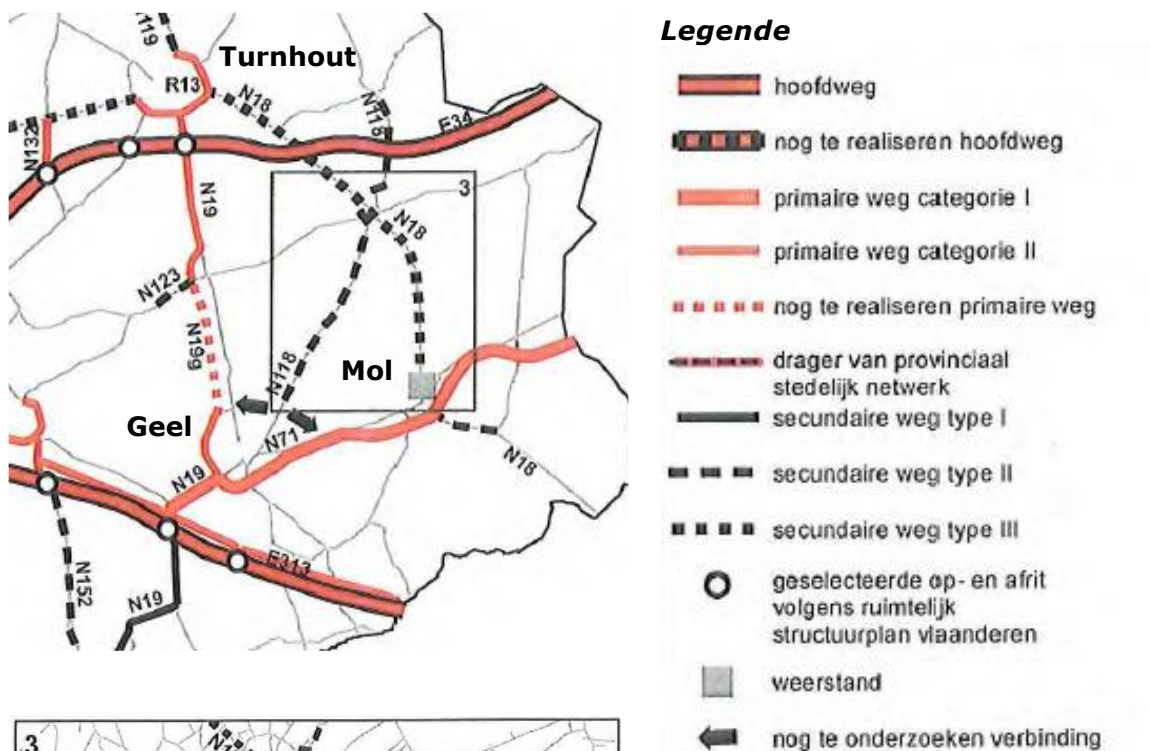 N119
Turnhout
R13
N18
N118
E34
N132
N19
3
N18
N123
N19g
N118
Mol
Geel
N71
N19
N18
E313
N152
N19
3
Legende
hoofdweg
nog te realiseren hoofdweg
primaire weg categorie I
primaire weg categorie II
nog te realiseren primaire weg
drager van provinciaal
stedelijk netwerk
secundaire weg type I
secundaire weg type II
secundaire weg type III
geselecteerde op- en afrit
volgens ruimtelijk
structuurplan vlaanderen
weerstand
nog te onderzoeken verbinding